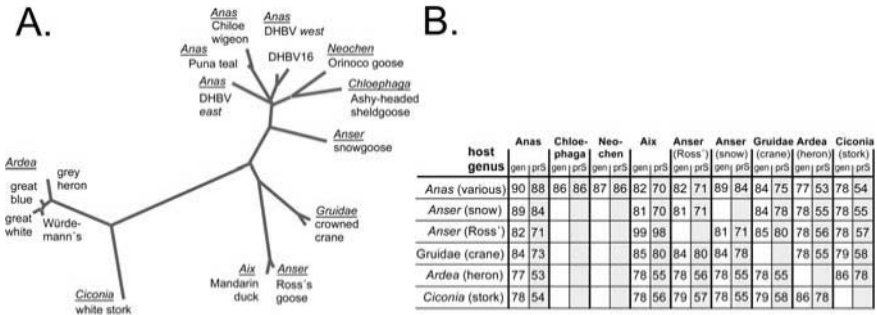 A.
Anas
Chiloe
wigeon
Anas
DHBV west
Anas
Puna teal
DHBV16
Neochen
Orinoco goose
Anas
DHBV
east
Chloephaga
Ashy-headed
sheldgoose
Anser
snowgoose
Ardea
grey
heron
great
blue
great
white
Würde-
mann´s
Gruidae
crowned
crane
Aix
Mandarin
duck
Anser
Ross´s
goose
Ciconia
white stork
B.
host genus Anas Chloe-phaga Neo-chen Aix Anser (Ross´) Anser (snow) Gruidae (crane) Ardea (heron) Ciconia (stork)
gen prS gen prS gen prS gen prS gen prS gen prS gen prS gen prS gen prS
Anas (various) 90 88 86 86 87 86 82 70 82 71 89 84 84 75 77 53 78 54
Anser (snow) 89 84 81 70 81 71 84 78 78 55 78 55
Anser (Ross´) 82 71 99 98 81 71 85 80 78 56 78 57
Gruidae (crane) 84 73 85 80 84 80 84 78 78 55 79 58
Ardea (heron) 77 53 78 55 78 56 78 55 78 55 86 78
Ciconia (stork) 78 54 78 56 79 57 78 55 79 58 86 78